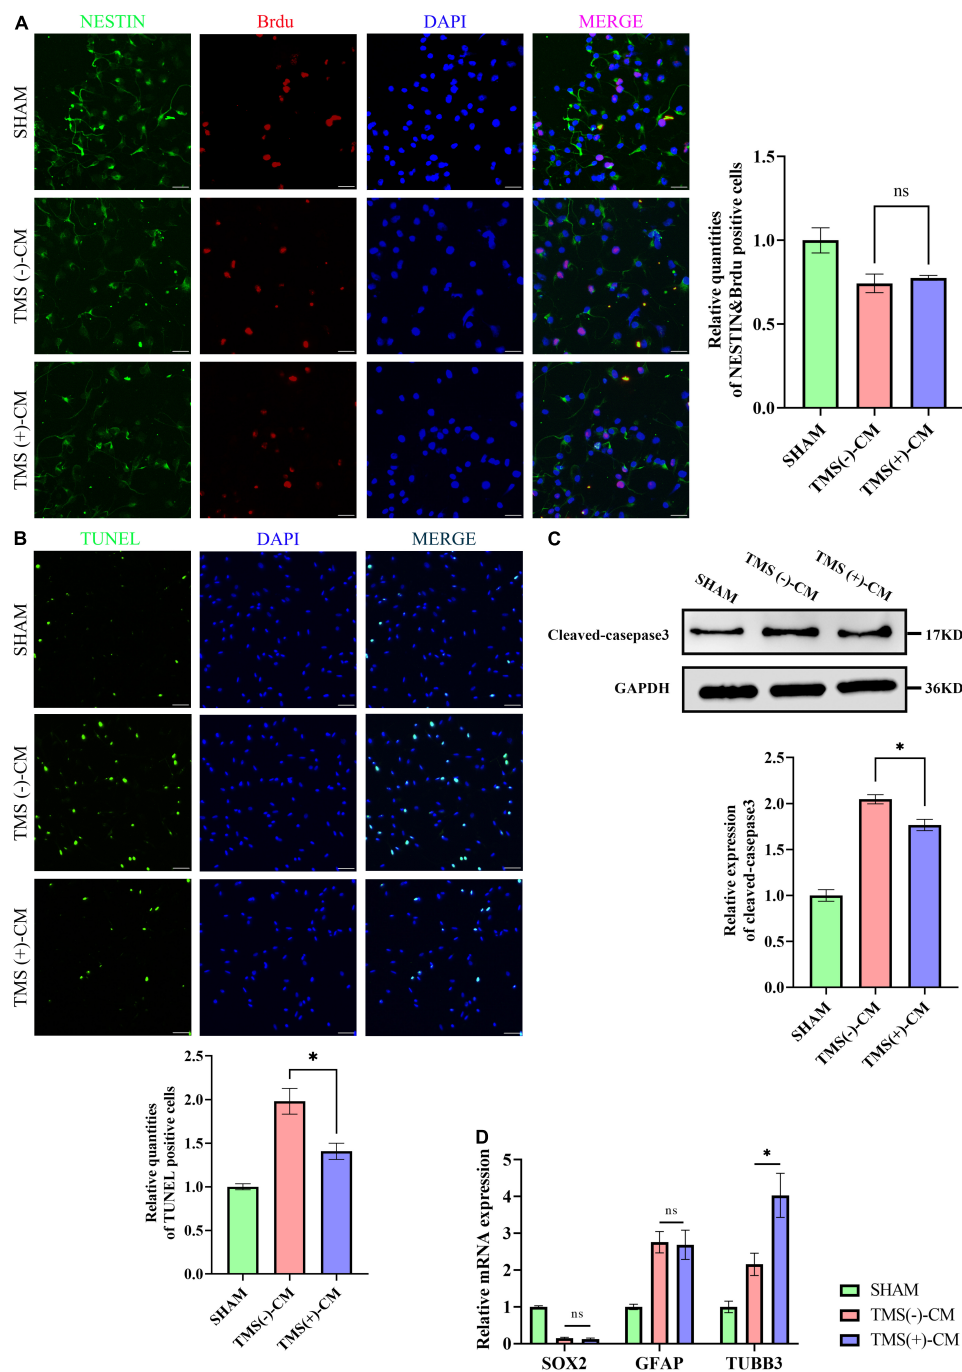 A
NESTIN
Brdu
DAPI
MERGE
SHAM
TMS (-)-CM
TMS (+)-CM
Relative quantities
of NESTIN&Brdu positive cells
1.5
1.0
0.5
0.0
ns
SHAM
TMS(-)-CM
TMS(+)-CM
B
TUNEL
DAPI
MERGE
SHAM
TMS (-)-CM
TMS (+)-CM
Relative quantities
of TUNEL positive cells
2.5
2.0
1.5
1.0
0.5
0.0
*
SHAM
TMS(-)-CM
TMS(+)-CM
C
SHAM
TMS (-)-CM
TMS (+)-CM
Cleaved-casepase3
17KD
GAPDH
36KD
Relative expression
of cleaved-casepase3
2.5
2.0
1.5
1.0
0.5
0.0
*
SHAM
TMS(-)-CM
TMS(+)-CM
D
Relative mRNA expression
5
4
3
2
1
0
ns
ns
*
SOX2
GFAP
TUBB3
SHAM
TMS(-)-CM
TMS(+)-CM